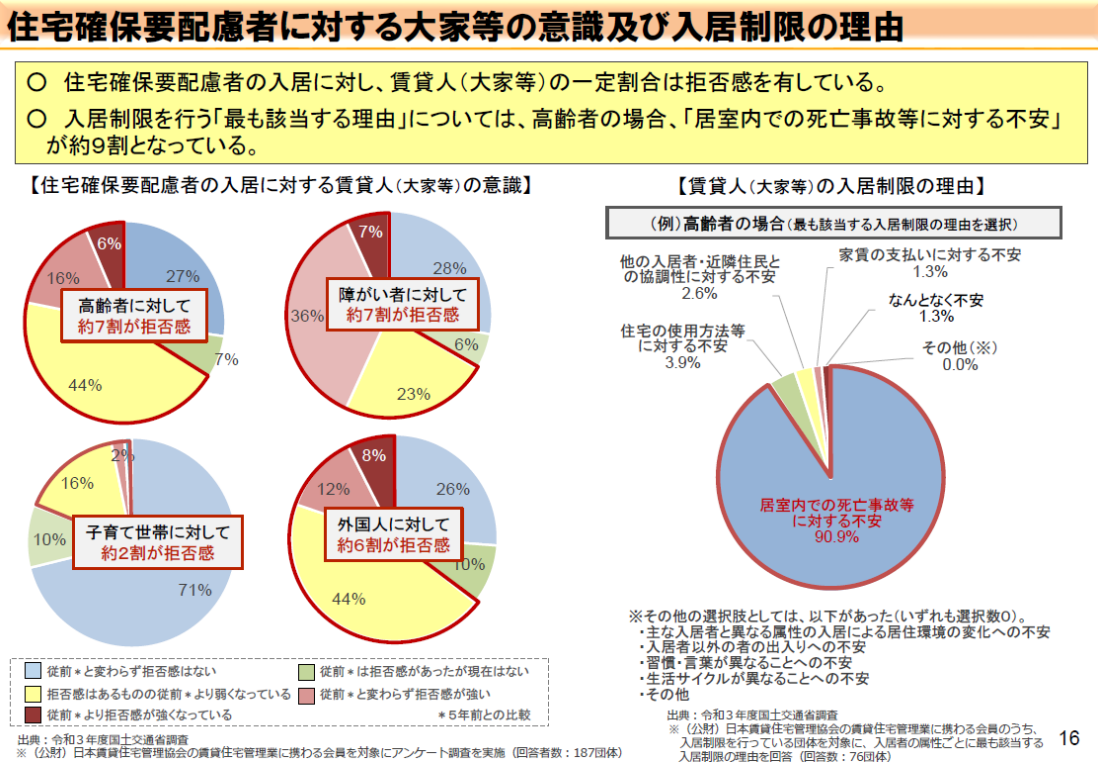 住宅確保要配慮者に対する大家等の意識及び入居制限の理由
○ 住宅確保要配慮者の入居に対し、賃貸人（大家等）の一定割合は拒否感を有している。
○ 入居制限を行う「最も該当する理由」については、高齢者の場合、「居室内での死亡事故等に対する不安」
が約９割となっている。
【住宅確保要配慮者の入居に対する賃貸人（大家等）の意識】
6%
16%
27%
高齢者に対して
約７割が拒否感
7%
44%
7%
28%
36%
障がい者に対して
約７割が拒否感
6%
23%
2%
16%
10%
子育て世帯に対して
約２割が拒否感
71%
8%
12%
26%
外国人に対して
約６割が拒否感
10%
44%
従前＊と変わらず拒否感はない
従前＊は拒否感があったが現在はない
拒否感はあるものの従前＊より弱くなっている
従前＊と変わらず拒否感が強い
従前＊より拒否感が強くなっている
＊５年前との比較
出典：令和３年度国土交通省調査
※（公財）日本賃貸住宅管理協会の賃貸住宅管理業に携わる会員を対象にアンケート調査を実施（回答者数：187団体）
【賃貸人（大家等）の入居制限の理由】
（例）高齢者の場合（最も該当する入居制限の理由を選択）
他の入居者・近隣住民と
の協調性に対する不安
2.6%
家賃の支払いに対する不安
1.3%
なんとなく不安
1.3%
住宅の使用方法等
に対する不安
3.9%
その他（※）
0.0%
居室内での死亡事故等
に対する不安
90.9%
※その他の選択肢としては、以下があった（いずれも選択数０）。
・主な入居者と異なる属性の入居による居住環境の変化への不安
・入居者以外の者の出入りへの不安
・習慣・言葉が異なることへの不安
・生活サイクルが異なることへの不安
・その他
出典：令和３年度国土交通省調査
※（公財）日本賃貸住宅管理協会の賃貸住宅管理業に携わる会員のうち、
入居制限を行っている団体を対象に、入居者の属性ごとに最も該当する
入居制限の理由を回答（回答数：76団体）
16